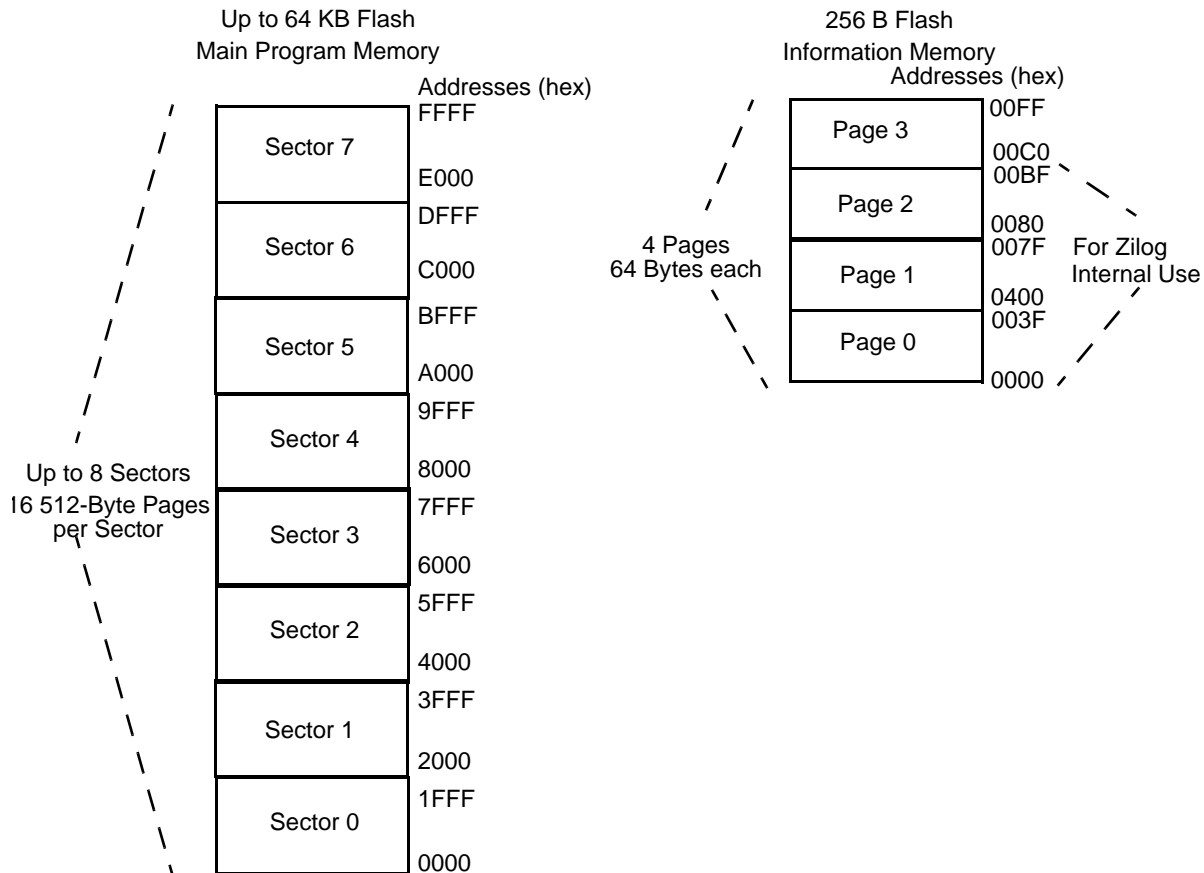 Up to 64 KB Flash
Main Program Memory
Addresses (hex)
FFFF
Sector 7
E000
DFFF
Sector 6
C000
BFFF
Sector 5
A000
9FFF
Sector 4
8000
Up to 8 Sectors
16 512-Byte Pages
per Sector
7FFF
Sector 3
6000
5FFF
Sector 2
4000
3FFF
Sector 1
2000
1FFF
Sector 0
0000
256 B Flash
Information Memory
Addresses (hex)
00FF
Page 3
00C0
00BF
Page 2
0080
4 Pages
64 Bytes each
007F
Page 1
0400
003F
Page 0
0000
For Zilog
Internal Use